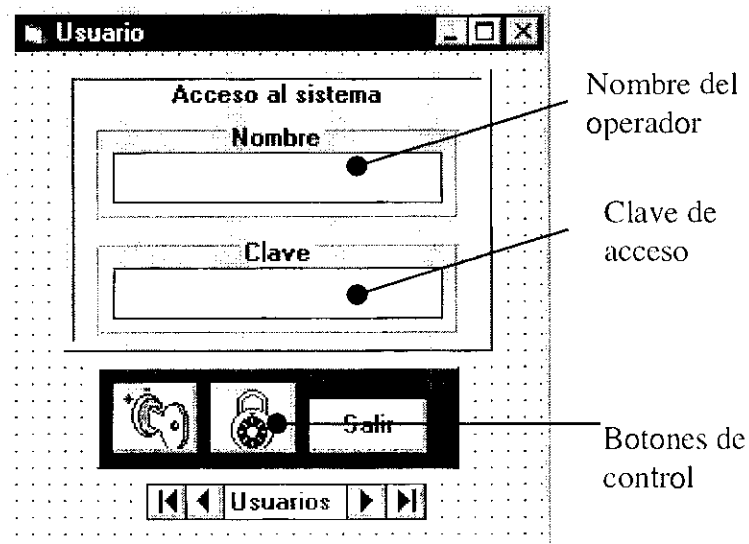 Usuario
Acceso al sistema
Nombre
Clave
Salir
Usuarios
Nombre del
operador
Clave de
acceso
Botones de
control